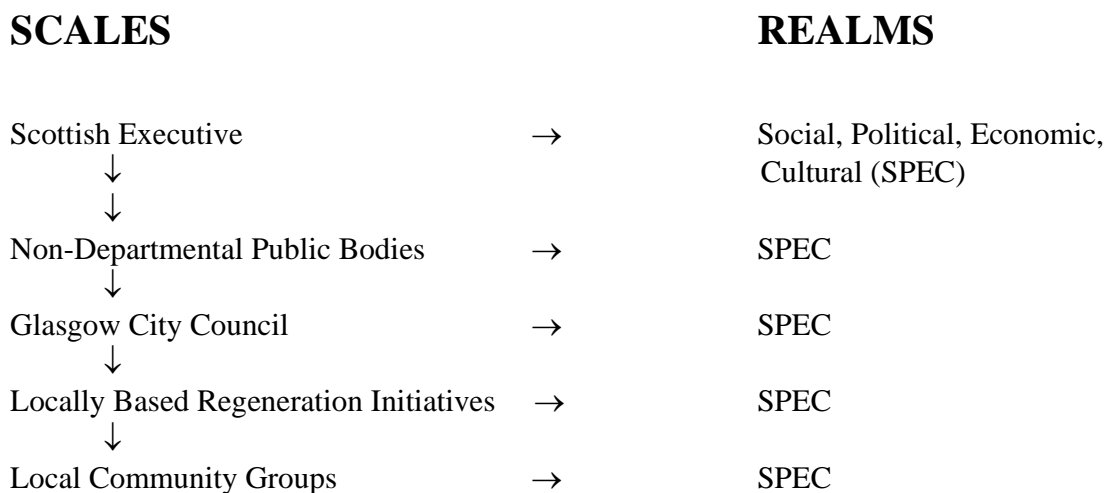 SCALES REALMS
Scottish Executive → Social, Political, Economic,
↓ Cultural (SPEC)
↓
Non-Departmental Public Bodies → SPEC
↓
Glasgow City Council → SPEC
↓
Locally Based Regeneration Initiatives → SPEC
↓
Local Community Groups → SPEC